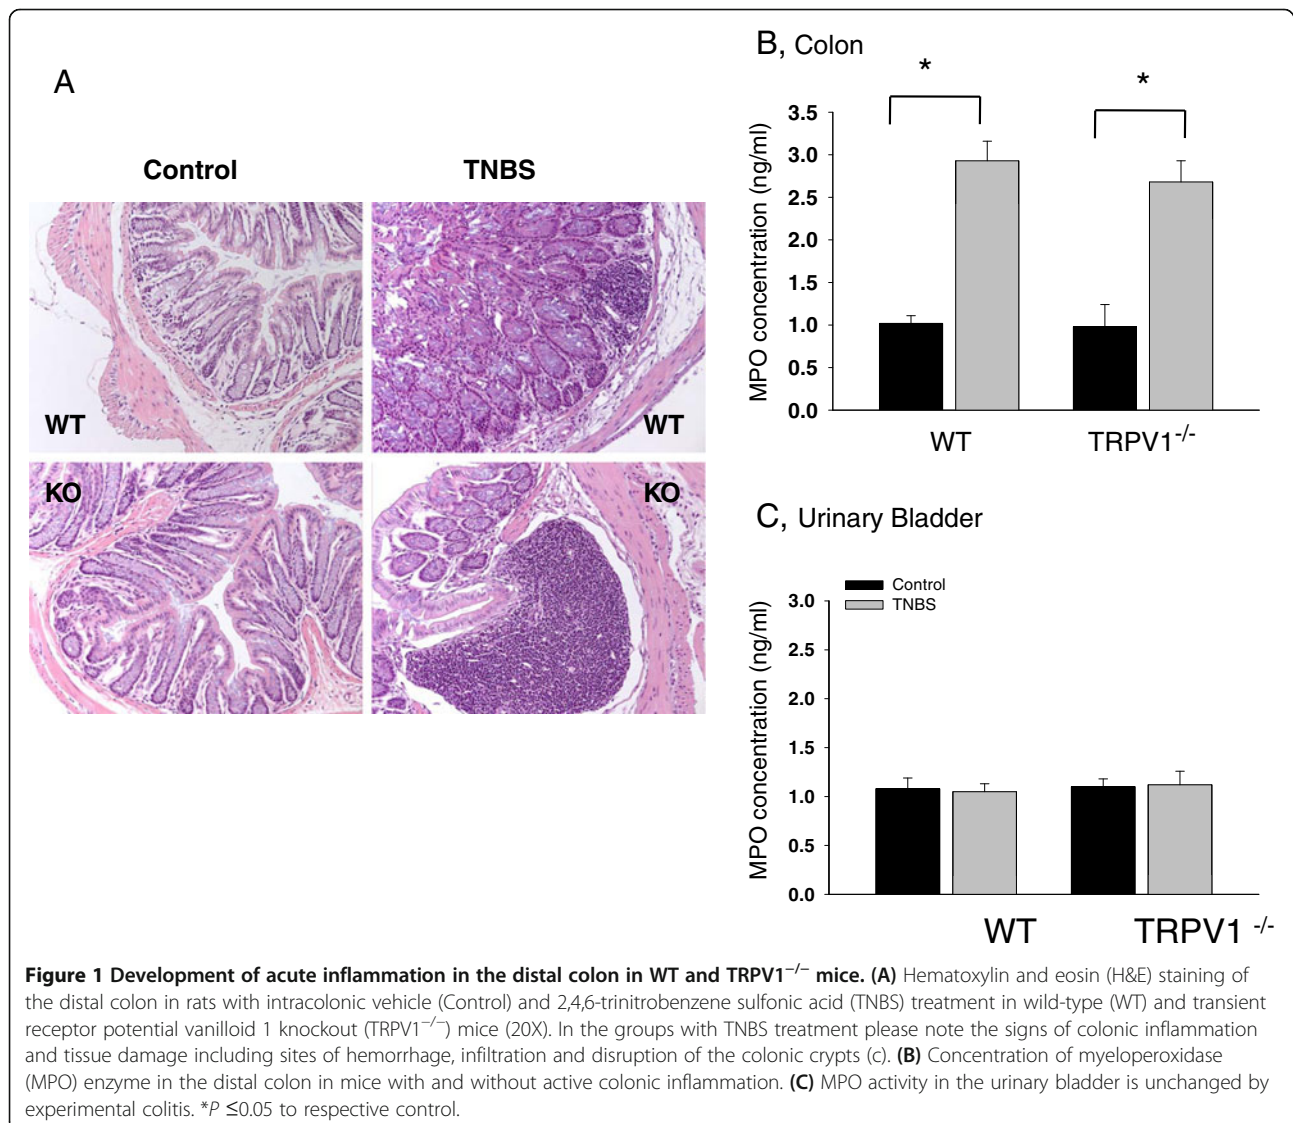 A
Control
TNBS
WT
WT
KO
KO
B, Colon
*
*
MPO concentration (ng/ml)
3.5
3.0
2.5
2.0
1.5
1.0
0.5
0.0
WT
TRPV1-/-
C, Urinary Bladder
Control
TNBS
MPO concentration (ng/ml)
3.0
2.5
2.0
1.5
1.0
0.5
0.0
WT
TRPV1 -/-
Figure 1 Development of acute inflammation in the distal colon in WT and TRPV1−/− mice. (A) Hematoxylin and eosin (H&E) staining of
the distal colon in rats with intracolonic vehicle (Control) and 2,4,6-trinitrobenzene sulfonic acid (TNBS) treatment in wild-type (WT) and transient
receptor potential vanilloid 1 knockout (TRPV1−/−) mice (20X). In the groups with TNBS treatment please note the signs of colonic inflammation
and tissue damage including sites of hemorrhage, infiltration and disruption of the colonic crypts (c). (B) Concentration of myeloperoxidase
(MPO) enzyme in the distal colon in mice with and without active colonic inflammation. (C) MPO activity in the urinary bladder is unchanged by
experimental colitis. *P ≤0.05 to respective control.